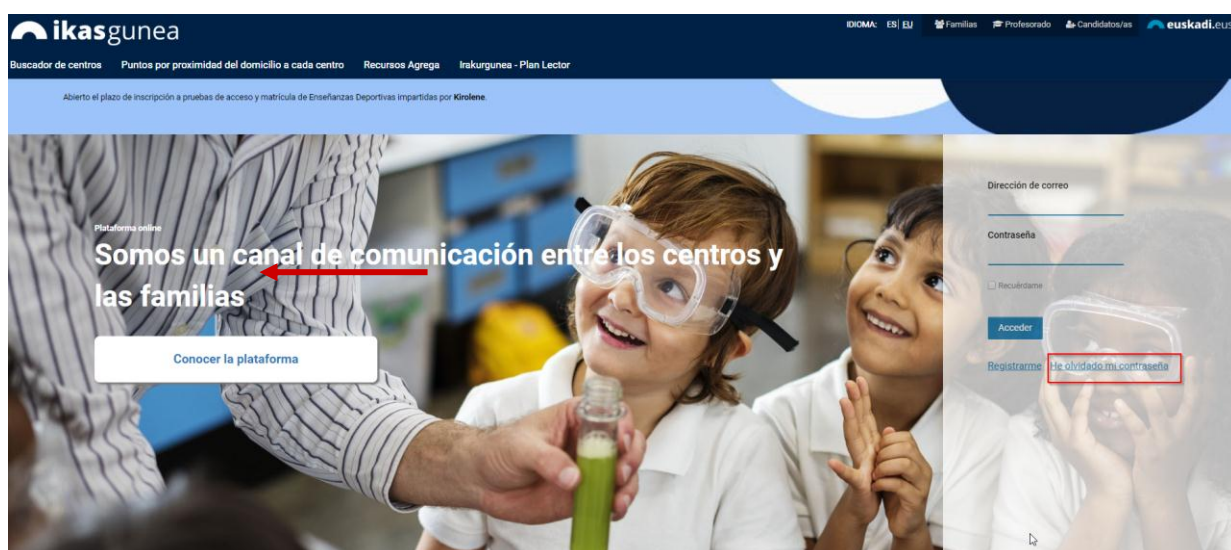 ikasgunea
IDIOMA: ES| EU Familias Profesorado Candidatos/as euskadi.eus
Buscador de centros Puntos por proximidad del domicilio a cada centro Recursos Agrega Irakurgunea - Plan Lector
Abierto el plazo de inscripción a pruebas de acceso y matrícula de Enseñanzas Deportivas impartidas por Kirolene.
Plataforma online
Somos un canal de comunicación entre los centros y
las familias
Conocer la plataforma
Dirección de correo
Contraseña
Recuérdame
Acceder
Registrarme He olvidado mi contraseña